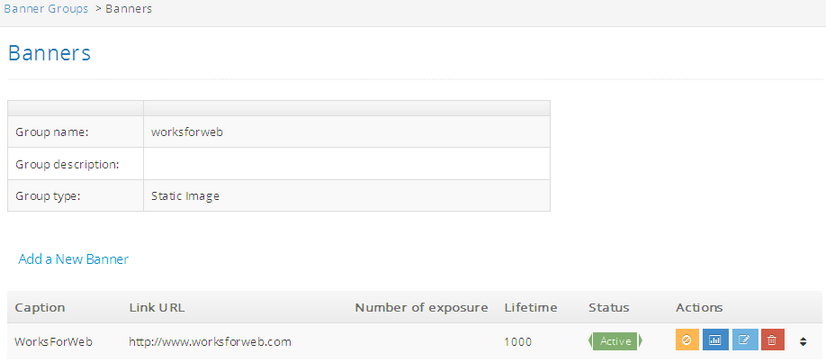 Banner Groups > Banners
Banners
Group name: worksforweb
Group description:
Group type: Static Image
Add a New Banner
Caption Link URL Number of exposure Lifetime Status Actions
WorksForWeb http://www.worksforweb.com 1000 Active